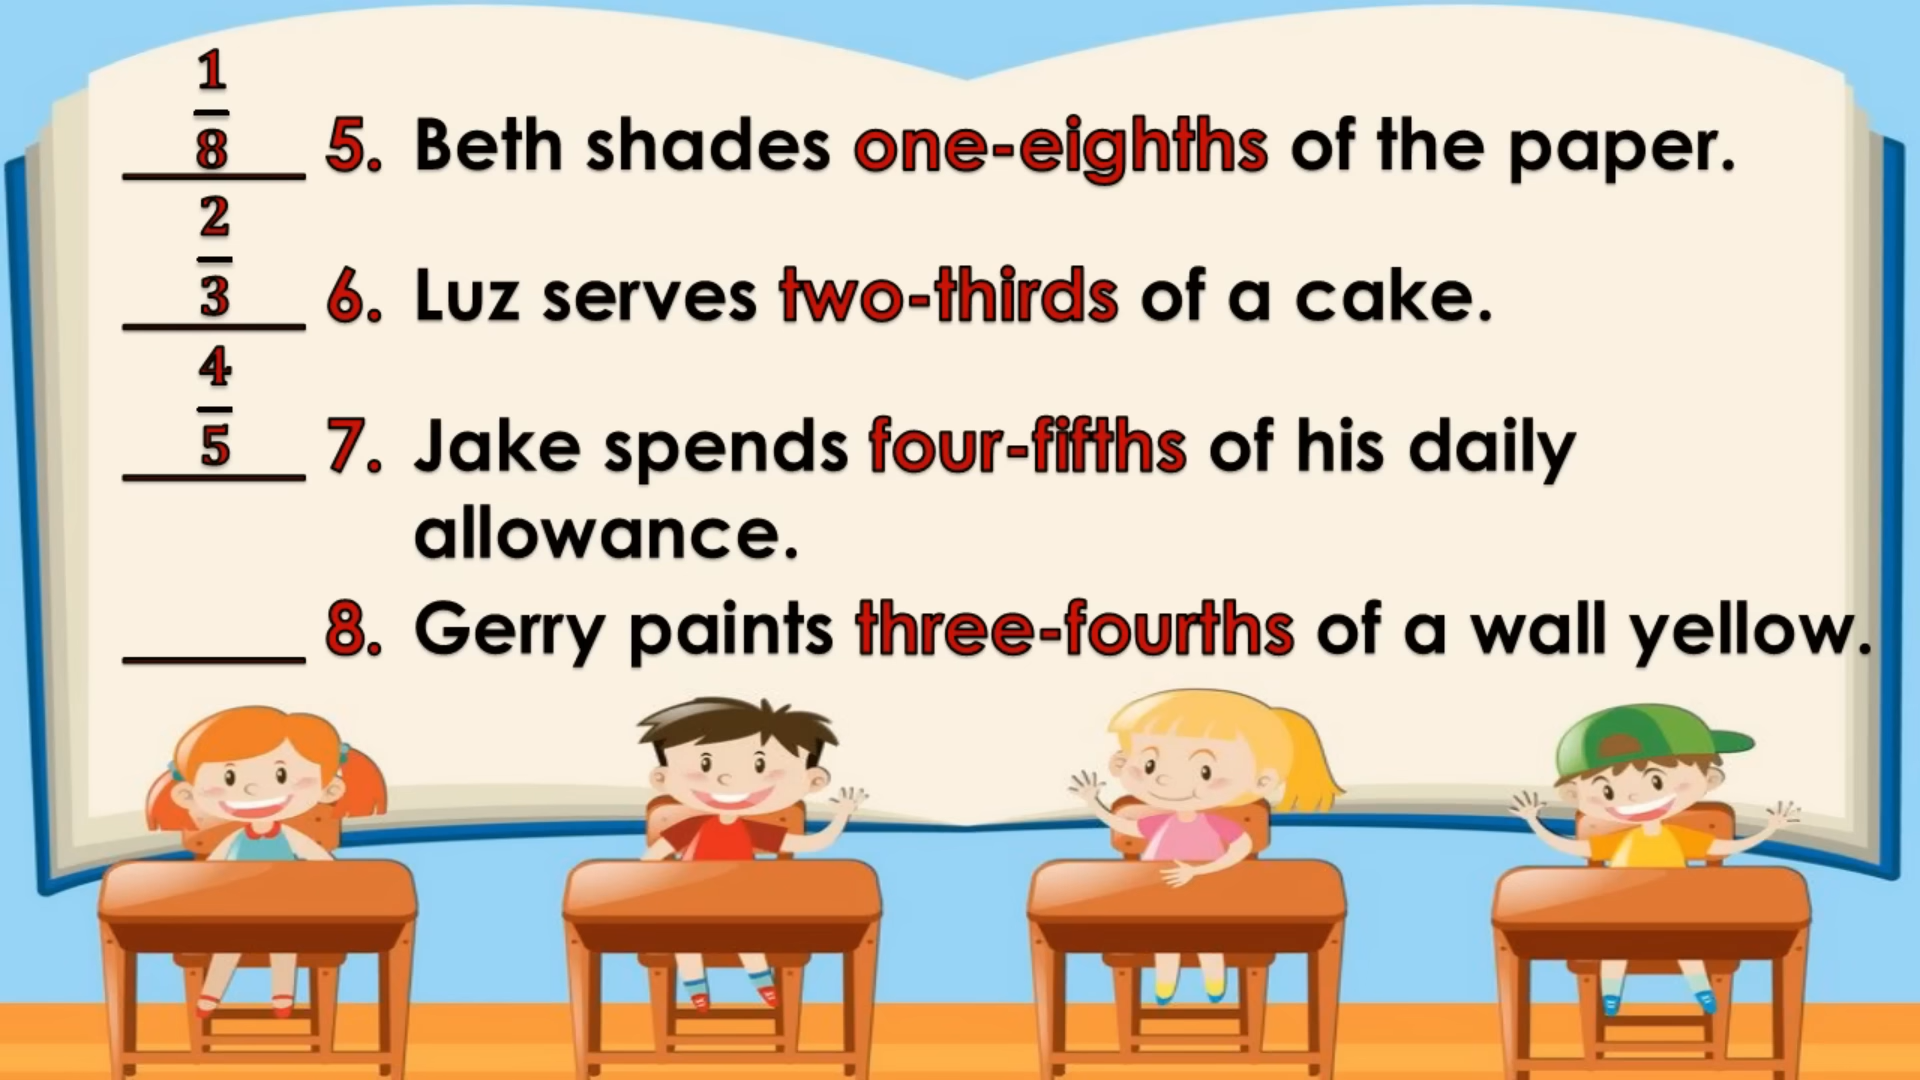 1
8
5. Beth shades one-eighths of the paper.
2
3
6. Luz serves two-thirds of a cake.
4
5
7. Jake spends four-fifths of his daily
allowance.
8. Gerry paints three-fourths of a wall yellow.